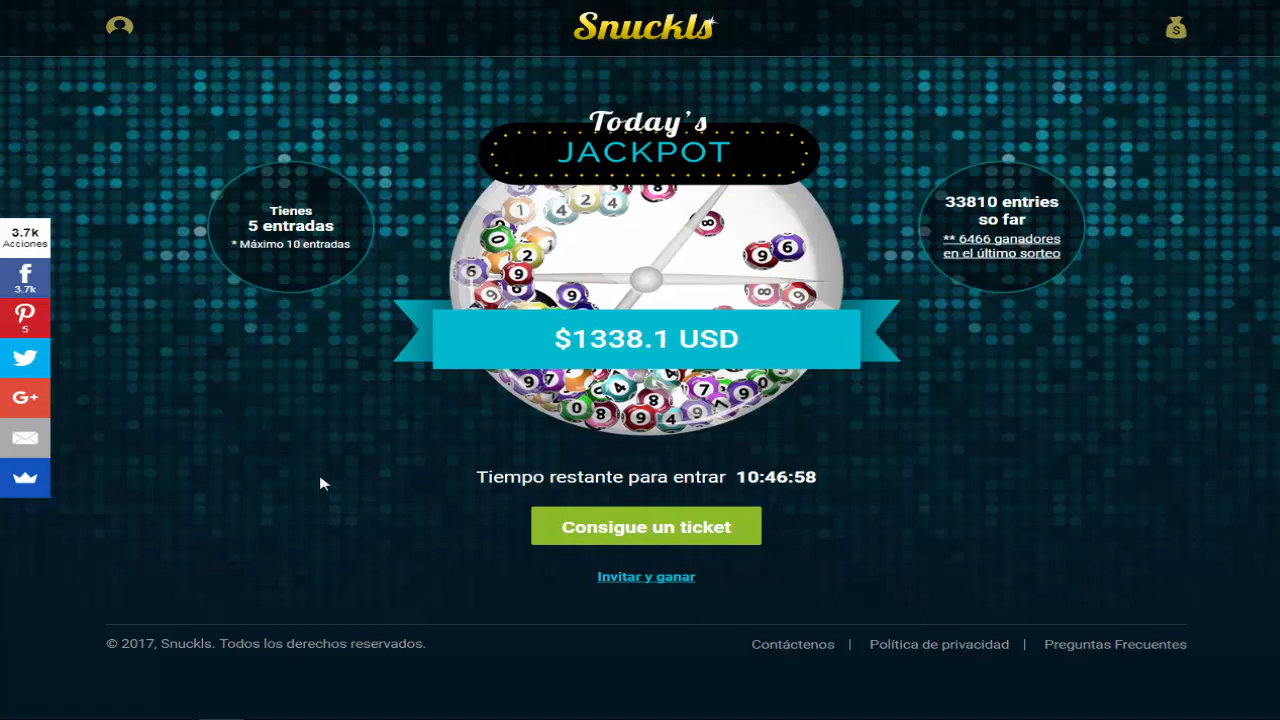 Snuckls
Today's
JACKPOT
Tienes
5 entradas
* Máximo 10 entradas
33810 entries
so far
** 6466 ganadores
en el último sorteo
3.7k
Acciones
3.7k
5
G+
$1338.1 USD
Tiempo restante para entrar 10:46:58
Consigue un ticket
Invitar y ganar
© 2017, Snuckls. Todos los derechos reservados.
Contáctenos | Política de privacidad | Preguntas Frecuentes